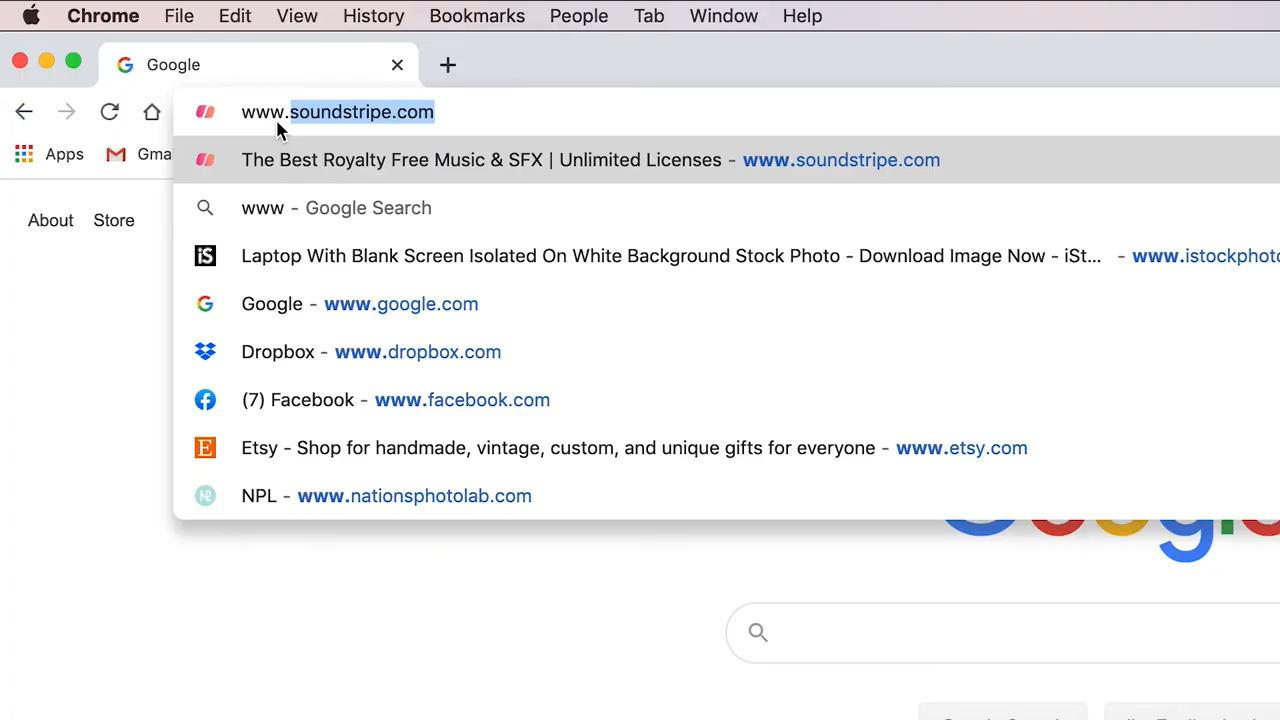 Chrome File Edit View History Bookmarks People Tab Window Help
Google
www.soundstripe.com
Apps Gma
The Best Royalty Free Music & SFX | Unlimited Licenses - www.soundstripe.com
About Store
www - Google Search
iS Laptop With Blank Screen Isolated On White Background Stock Photo - Download Image Now - iSt... - www.istockphoto
Google - www.google.com
Dropbox - www.dropbox.com
(7) Facebook - www.facebook.com
E Etsy - Shop for handmade, vintage, custom, and unique gifts for everyone - www.etsy.com
NPL - www.nationsphotolab.com
Google